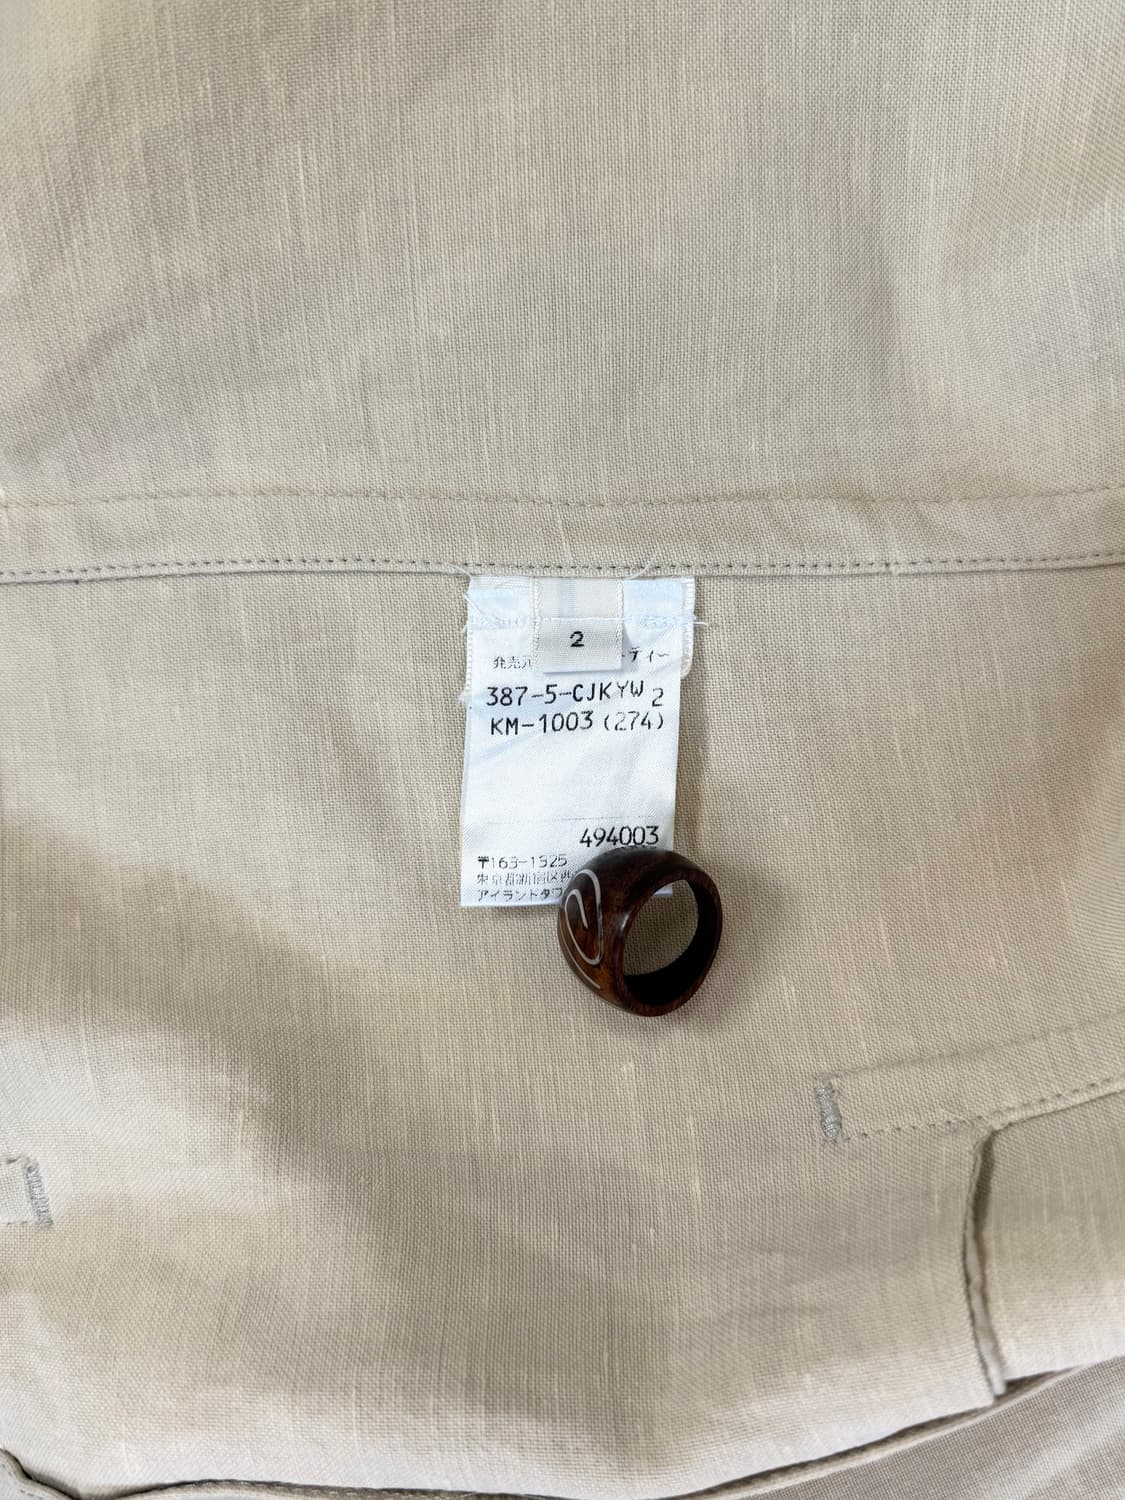 2
発売元 ティー
387-5-CJKYW 2
KM-1003 (274)
494003
〒163-1325
東京都新宿区西
アイランドタワ